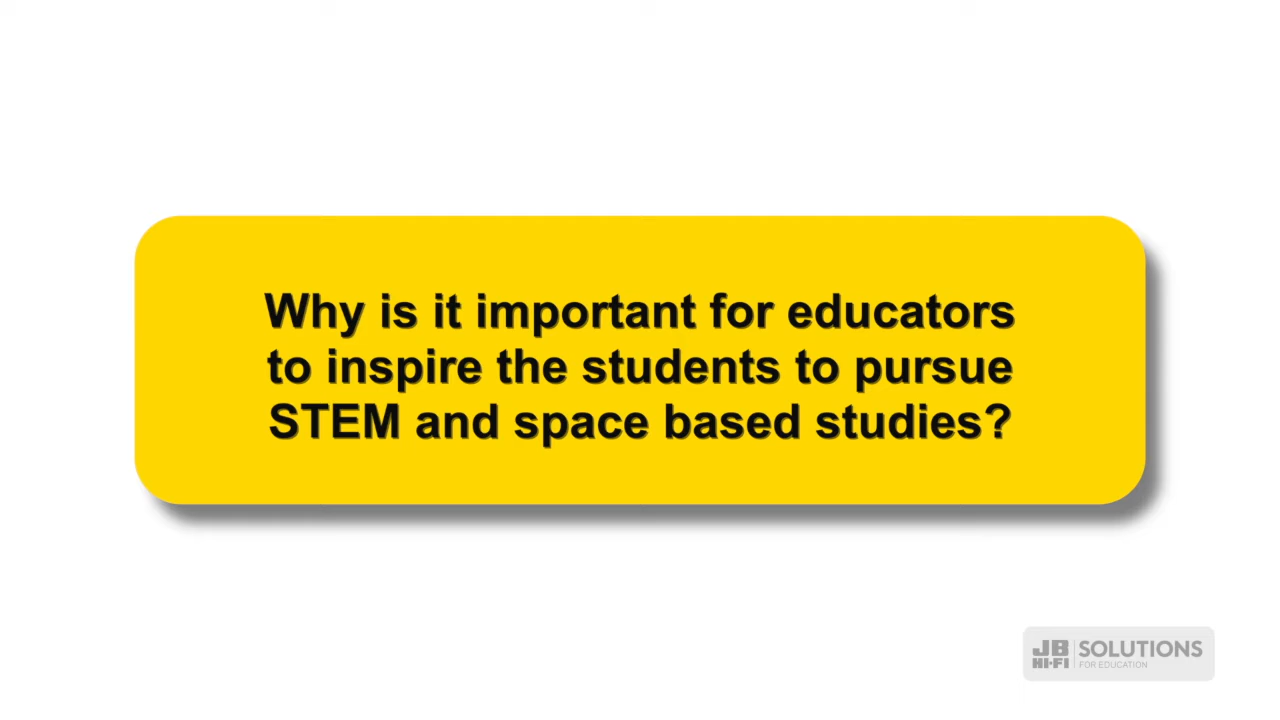 Why is it important for educators
to inspire the students to pursue
STEM and space based studies?
JB HI-FI SOLUTIONS
FOR EDUCATION